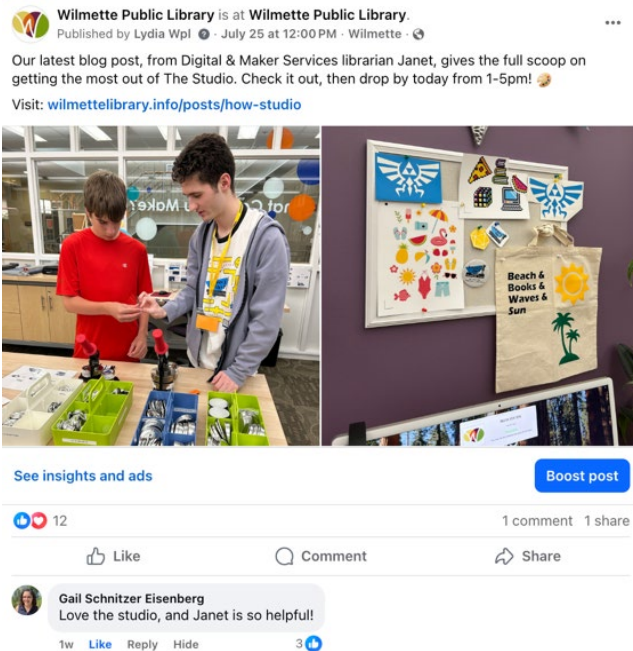 Wilmette Public Library is at Wilmette Public Library.
Published by Lydia Wpl · July 25 at 12:00 PM · Wilmette ·
Our latest blog post, from Digital & Maker Services librarian Janet, gives the full scoop on
getting the most out of The Studio. Check it out, then drop by today from 1-5pm!
Visit: wilmettelibrary.info/posts/how-studio
Beach &
Books &
Waves &
Sun
See insights and ads
Boost post
12
1 comment 1 share
Like
Comment
Share
Gail Schnitzer Eisenberg
Love the studio, and Janet is so helpful!
1w Like Reply Hide
3